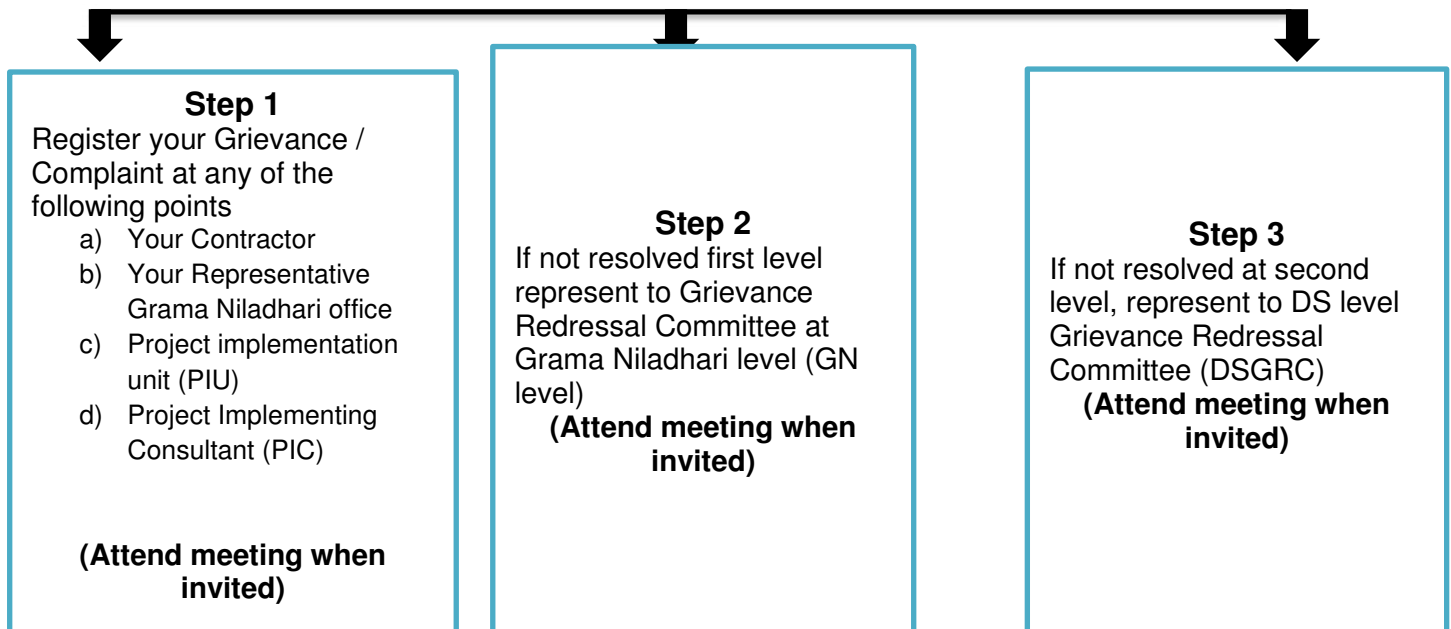 Step 1
Register your Grievance /
Complaint at any of the
following points
a) Your Contractor
b) Your Representative
Grama Niladhari office
c) Project implementation
unit (PIU)
d) Project Implementing
Consultant (PIC)
(Attend meeting when
invited)
Step 2
If not resolved first level
represent to Grievance
Redressal Committee at
Grama Niladhari level (GN
level)
(Attend meeting when
invited)
Step 3
If not resolved at second
level, represent to DS level
Grievance Redressal
Committee (DSGRC)
(Attend meeting when
invited)